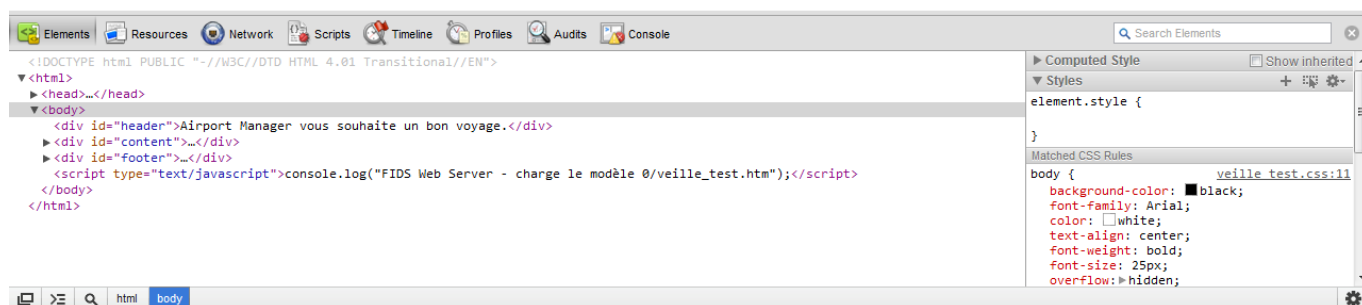 Elements Resources Network Scripts Timeline Profiles Audits Console Search Elements
<!DOCTYPE html PUBLIC "-//W3C//DTD HTML 4.01 Transitional//EN">
▼<html>
▶<head>…</head>
▼<body>
<div id="header">Airport Manager vous souhaite un bon voyage.</div>
▶<div id="content">…</div>
▶<div id="footer">…</div>
<script type="text/javascript">console.log("FIDS Web Server - charge le modèle 0/veille_test.htm");</script>
</body>
</html>
▶ Computed Style Show inherited
▼ Styles
element.style {
}
Matched CSS Rules
body { veille_test.css:11
background-color: black;
font-family: Arial;
color: white;
text-align: center;
font-weight: bold;
font-size: 25px;
overflow:▶hidden;
html body